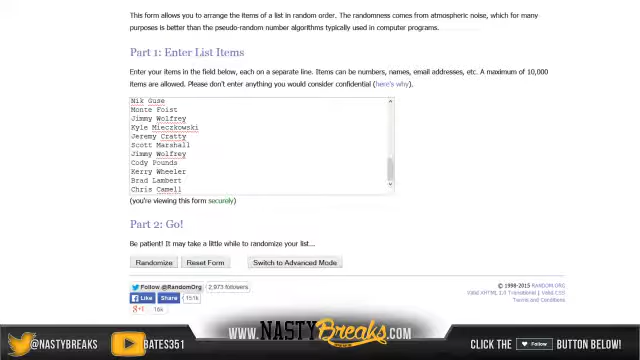 This form allows you to arrange the items of a list in random order. The randomness comes from atmospheric noise, which for many
purposes is better than the pseudo-random number algorithms typically used in computer programs.
Part 1: Enter List Items
Enter your items in the field below, each on a separate line. Items can be numbers, names, email addresses, etc. A maximum of 10,000
items are allowed. Please don't enter anything you would consider confidential (here's why).
Nik Guse
Monte Foist
Jimmy Wolfrey
Kyle Mieczkowski
Jeremy Cratty
Scott Marshall
Jimmy Wolfrey
Cody Pounds
Kerry Wheeler
Brad Lambert
Chris Camell
(you're viewing this form securely)
Part 2: Go!
Be patient! It may take a little while to randomize your list...
Randomize Reset Form Switch to Advanced Mode
Follow @RandomOrg 2,973 followers
Like Share 151k
g+1 16k
© 1998-2015 RANDOM.ORG
Valid XHTML 1.0 Transitional | Valid CSS
Terms and Conditions
@NASTYBREAKS BATES351 WWW.NASTYBreaks.COM CLICK THE Follow BUTTON BELOW!